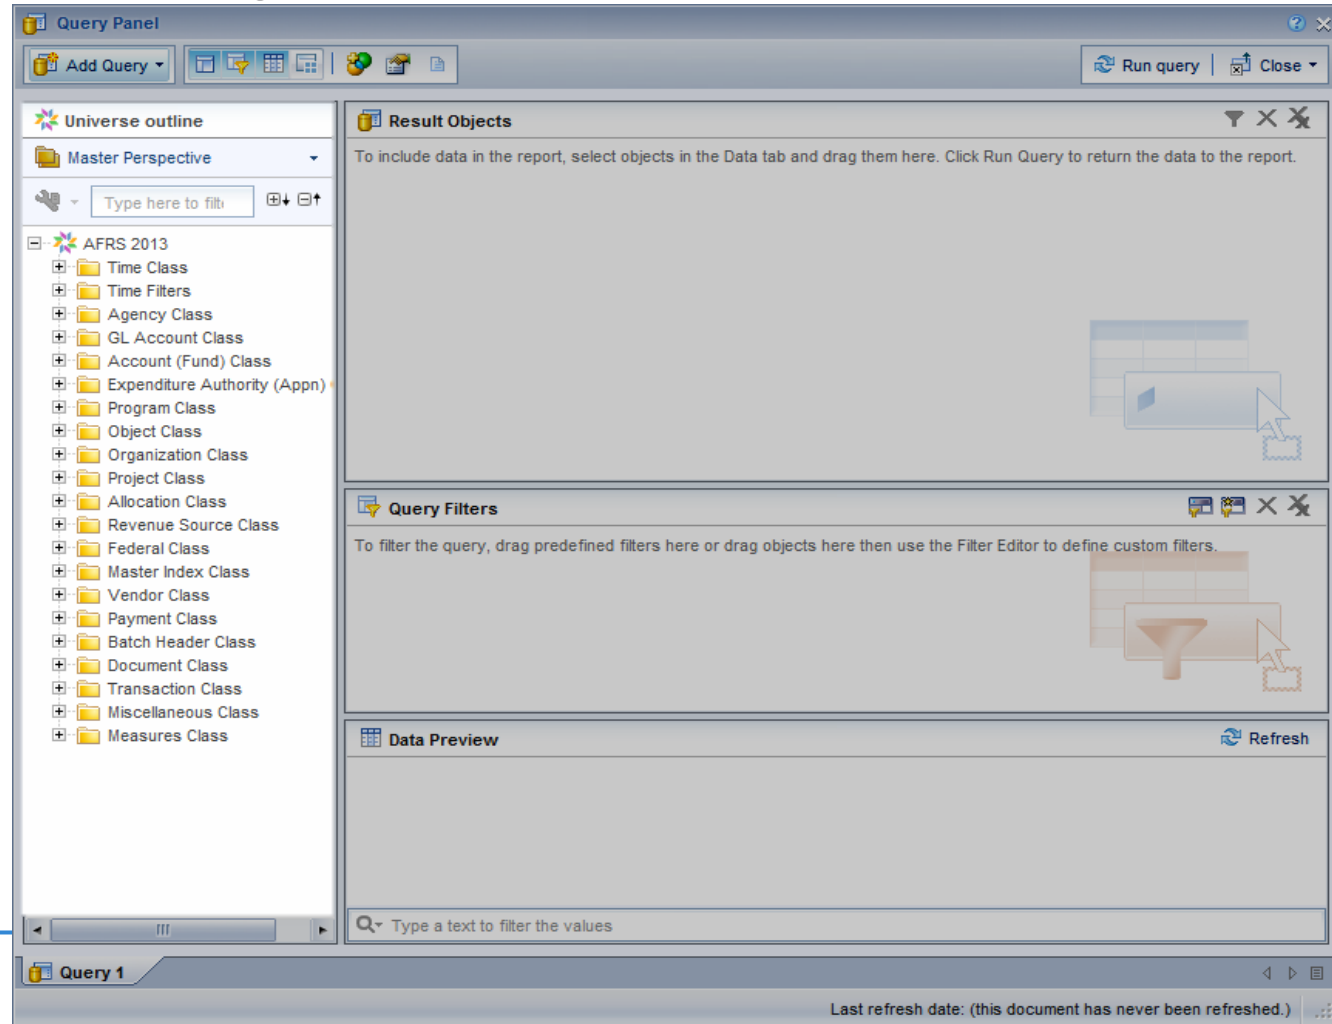 Query Panel
Add Query
Run query
Close
Universe outline
Master Perspective
Type here to filt
AFRS 2013
Time Class
Time Filters
Agency Class
GL Account Class
Account (Fund) Class
Expenditure Authority (Appn)
Program Class
Object Class
Organization Class
Project Class
Allocation Class
Revenue Source Class
Federal Class
Master Index Class
Vendor Class
Payment Class
Batch Header Class
Document Class
Transaction Class
Miscellaneous Class
Measures Class
Result Objects
To include data in the report, select objects in the Data tab and drag them here. Click Run Query to return the data to the report.
Query Filters
To filter the query, drag predefined filters here or drag objects here then use the Filter Editor to define custom filters.
Data Preview
Refresh
Type a text to filter the values
Query 1
Last refresh date: (this document has never been refreshed.)